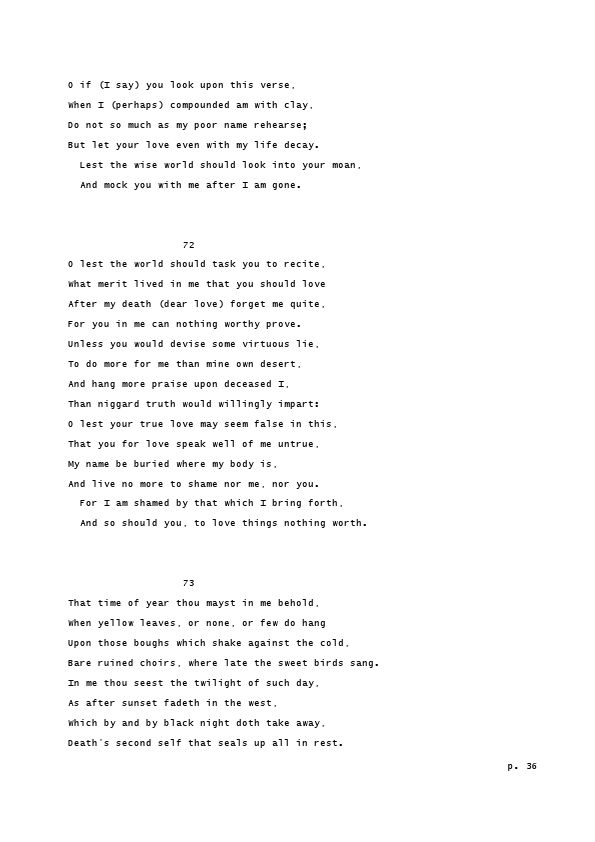 O if (I say) you look upon this verse,
When I (perhaps) compounded am with clay,
Do not so much as my poor name rehearse;
But let your love even with my life decay.
  Lest the wise world should look into your moan,
  And mock you with me after I am gone.

                   72
O lest the world should task you to recite,
What merit lived in me that you should love
After my death (dear love) forget me quite,
For you in me can nothing worthy prove.
Unless you would devise some virtuous lie,
To do more for me than mine own desert,
And hang more praise upon deceased I,
Than niggard truth would willingly impart:
O lest your true love may seem false in this,
That you for love speak well of me untrue,
My name be buried where my body is,
And live no more to shame nor me, nor you.
  For I am shamed by that which I bring forth,
  And so should you, to love things nothing worth.

                   73
That time of year thou mayst in me behold,
When yellow leaves, or none, or few do hang
Upon those boughs which shake against the cold,
Bare ruined choirs, where late the sweet birds sang.
In me thou seest the twilight of such day,
As after sunset fadeth in the west,
Which by and by black night doth take away,
Death's second self that seals up all in rest.
p. 36